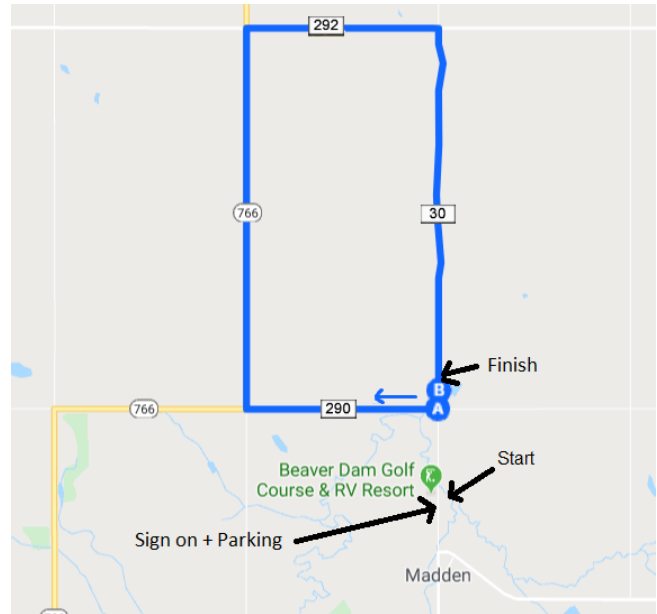 292
766
30
Finish
B
A
766
290
Beaver Dam Golf
Course & RV Resort
Start
Sign on + Parking
Madden